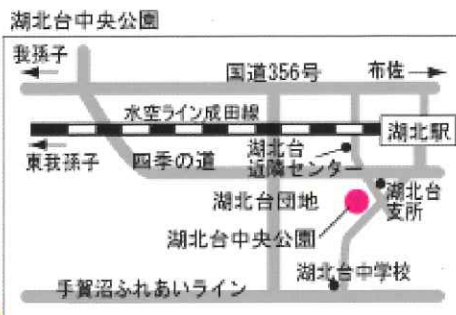 湖北台中央公園
我孫子
国道356号
布佐
水空ライン成田線
湖北駅
東我孫子
四季の道
湖北台
近隣センター
湖北台
支所
湖北台団地
湖北台中央公園
湖北台中学校
手賀沼ふれあいライン